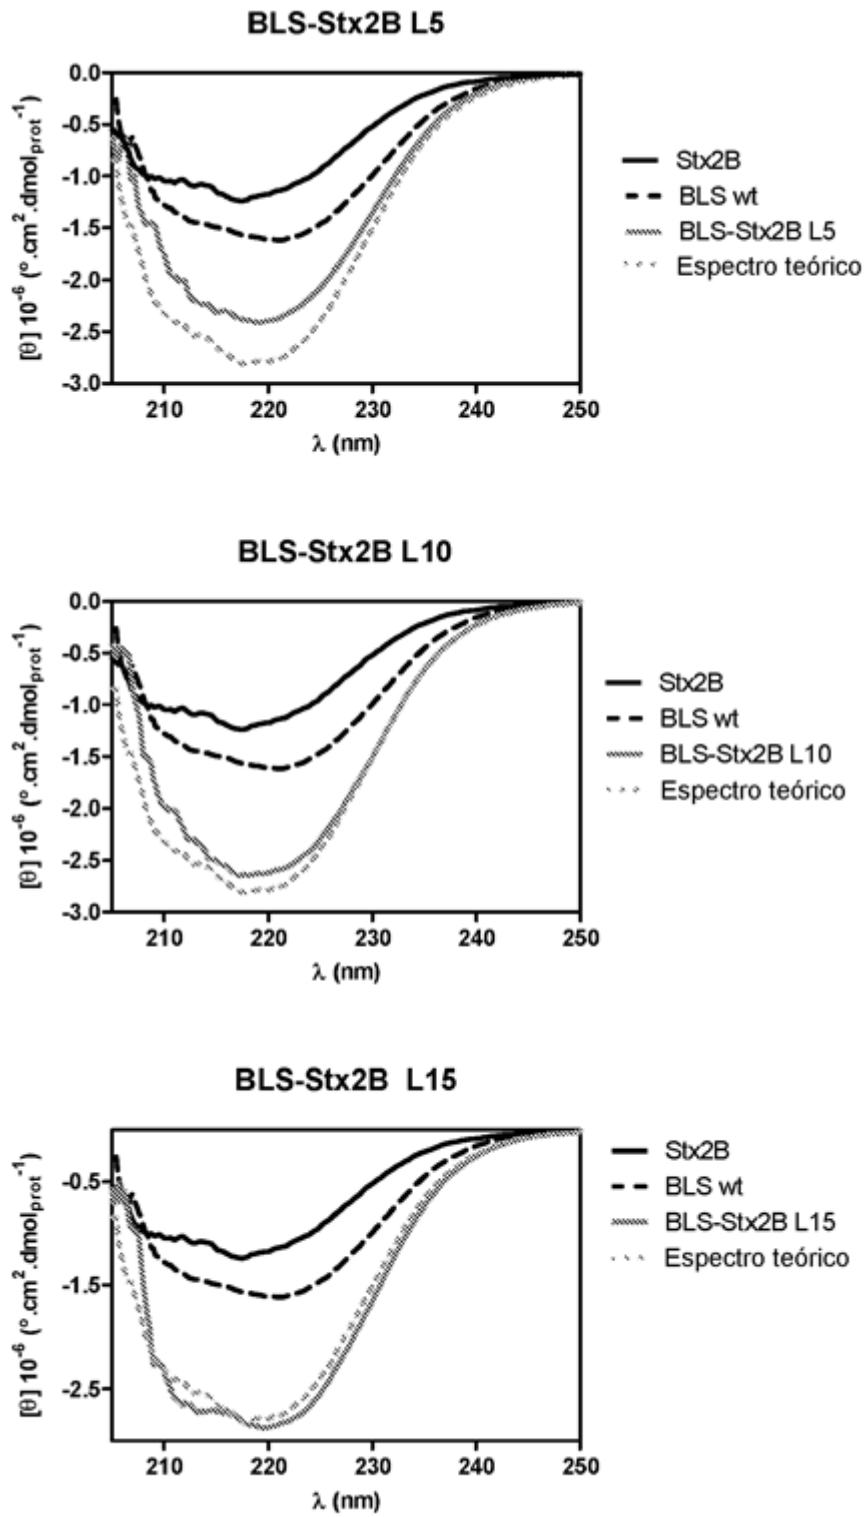 BLS-Stx2B L5
0.0
-0.5
-1.0
-1.5
-2.0
-2.5
-3.0
[θ] 10⁻⁶ (°.cm².dmolprot⁻¹)
210 220 230 240 250
λ (nm)
Stx2B
BLS wt
BLS-Stx2B L5
Espectro teórico
BLS-Stx2B L10
0.0
-0.5
-1.0
-1.5
-2.0
-2.5
-3.0
[θ] 10⁻⁶ (°.cm².dmolprot⁻¹)
210 220 230 240 250
λ (nm)
Stx2B
BLS wt
BLS-Stx2B L10
Espectro teórico
BLS-Stx2B L15
-0.5
-1.5
-2.5
[θ] 10⁻⁶ (°.cm².dmolprot⁻¹)
210 220 230 240 250
λ (nm)
Stx2B
BLS wt
BLS-Stx2B L15
Espectro teórico